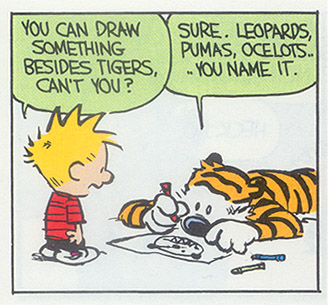 YOU CAN DRAW
SOMETHING
BESIDES TIGERS,
CAN'T YOU?
SURE. LEOPARDS,
PUMAS, OCELOTS..
..YOU NAME IT.